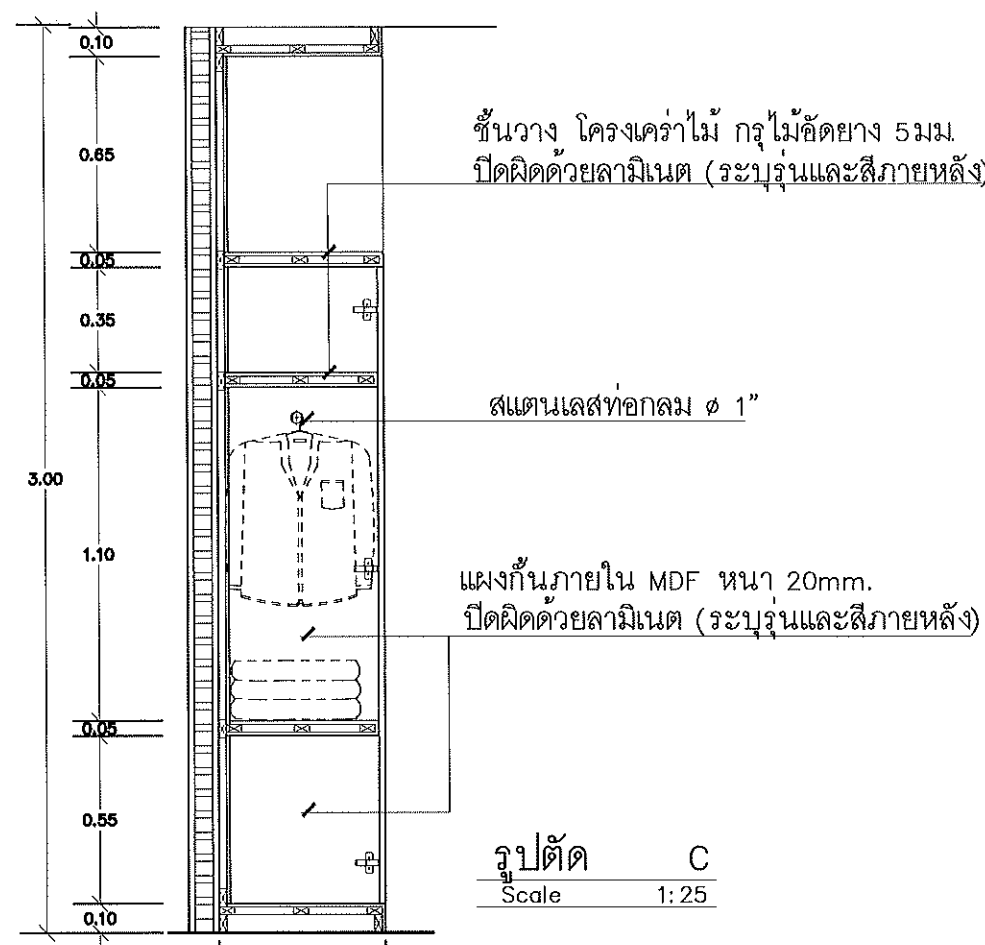 0.10
0.65
0.05
0.35
0.05
3.00
1.10
0.05
0.55
0.10
ชั้นวาง โครงเคร่าไม้ กรุไม้อัดยาง 5มม.
ปิดผิดด้วยลามิเนต (ระบุรุ่นและสีภายหลัง)
สแตนเลสท่อกลม ø 1"
แผงกั้นภายใน MDF หนา 20mm.
ปิดผิดด้วยลามิเนต (ระบุรุ่นและสีภายหลัง)
รูปตัด C
Scale 1:25